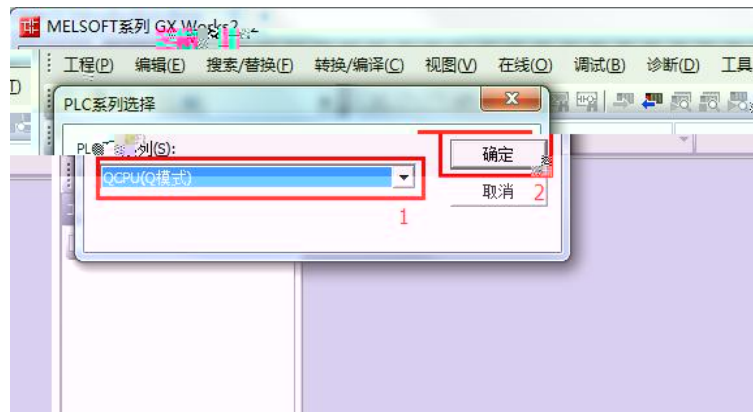 MELSOFT系列 GX Works2
工程(P) 编辑(E) 搜索/替换(F) 转换/编译(C) 视图(V) 在线(O) 调试(B) 诊断(D) 工具
PLC系列选择
列(S):
确定
QCPU(Q模式)
取消 2
1